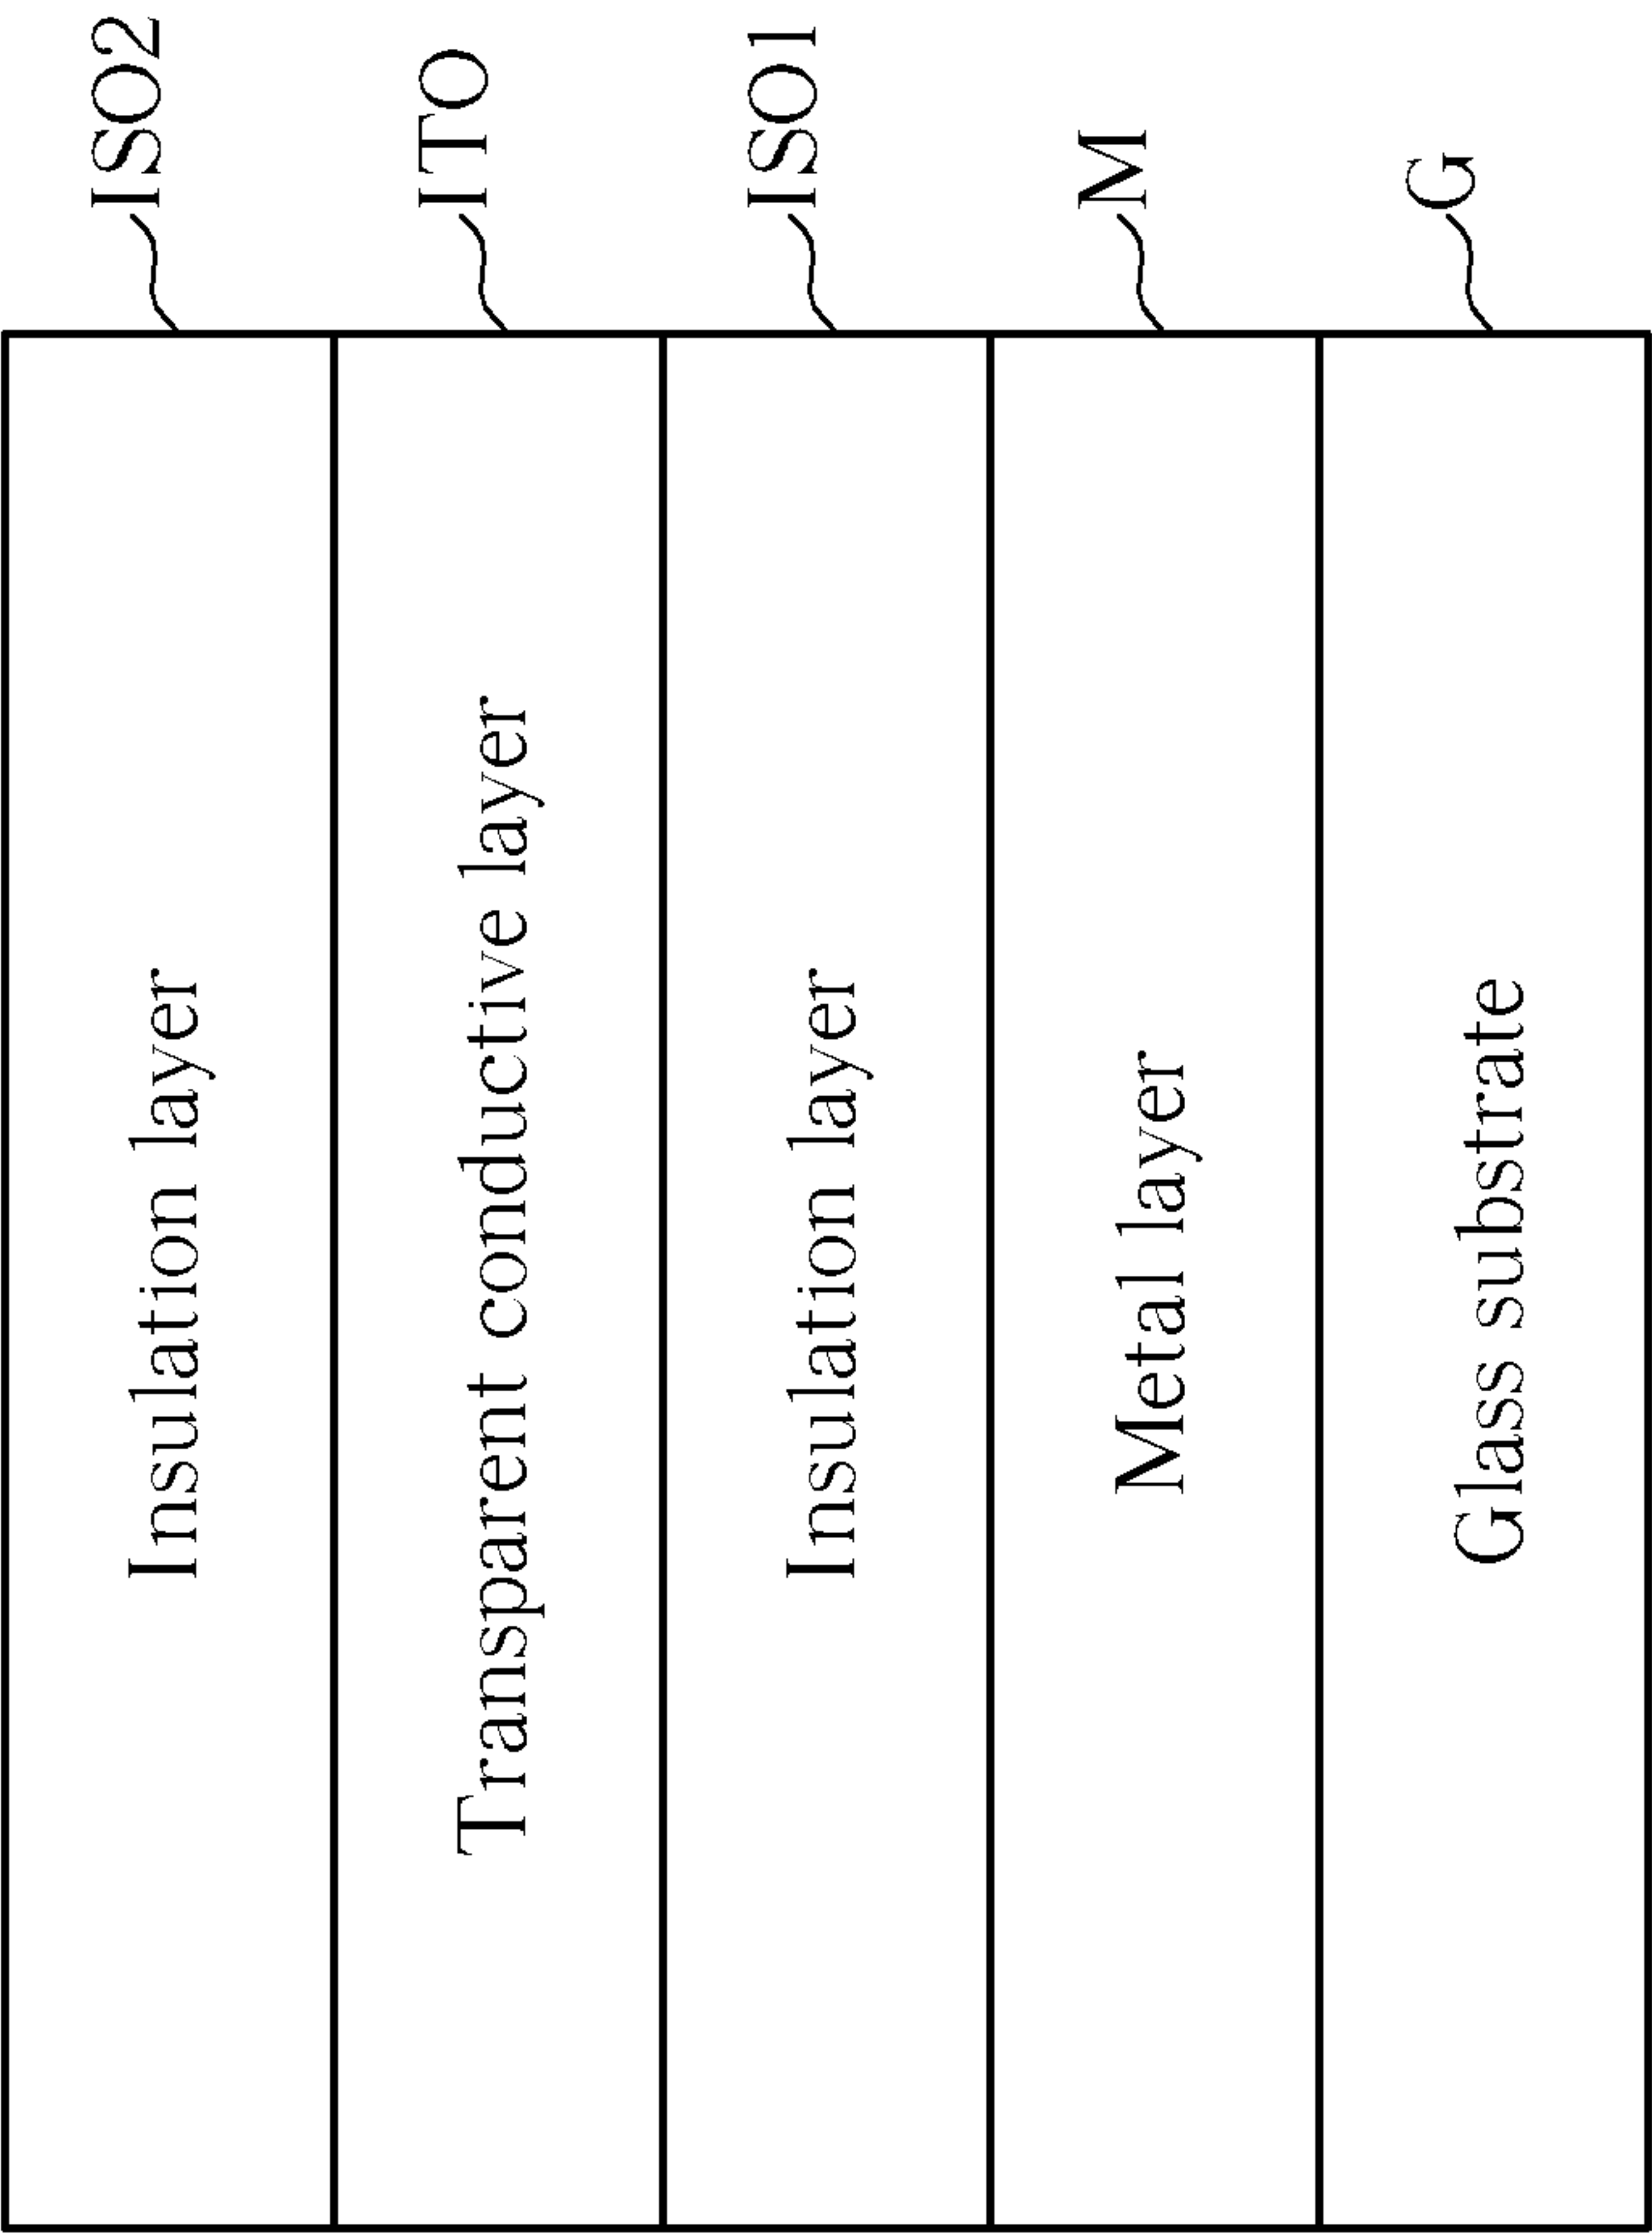 Insulation layer
ISO2
Transparent conductive layer
ITO
Insulation layer
ISO1
Metal layer
M
Glass substrate
G